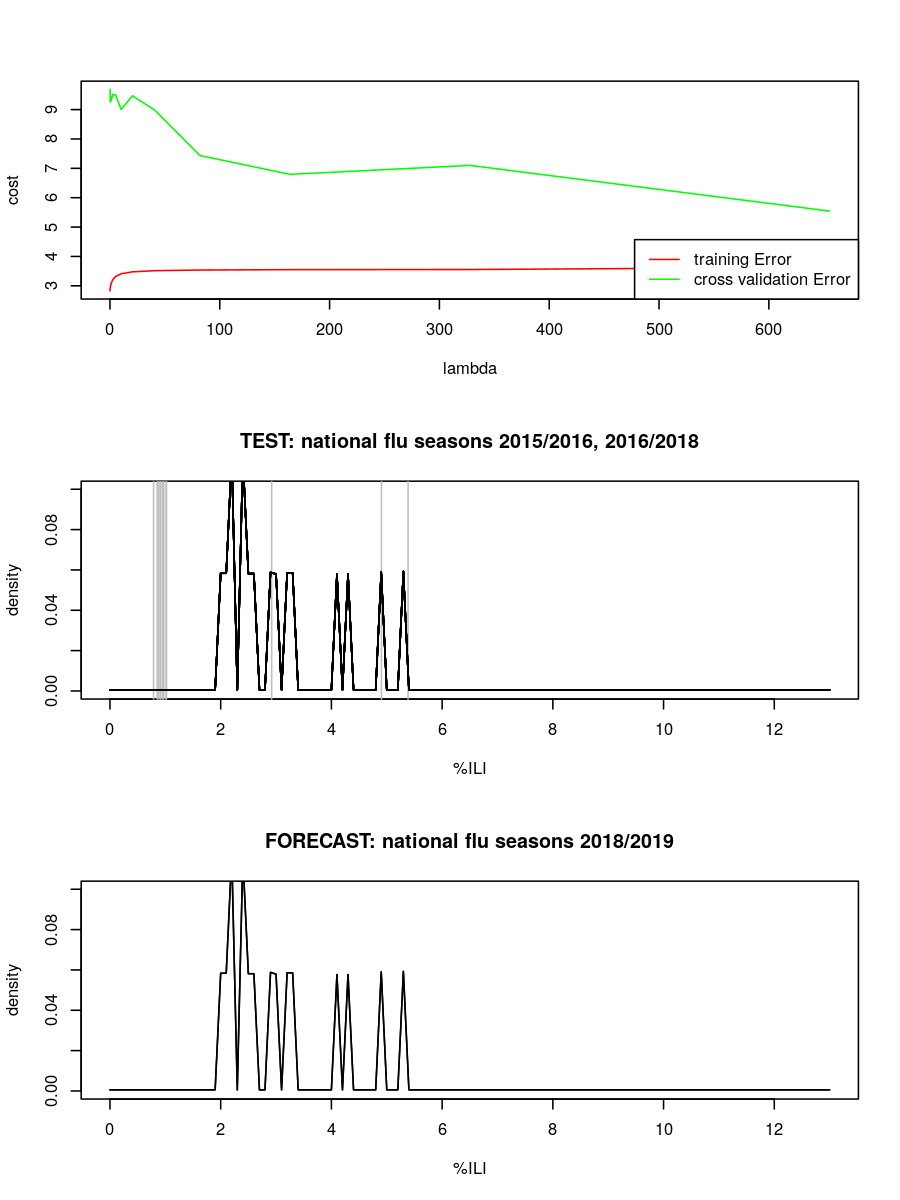 cost
9
8
7
6
5
4
3
training Error
cross validation Error
0 100 200 300 400 500 600
lambda
TEST: national flu seasons 2015/2016, 2016/2018
density
0.08
0.04
0.00
0 2 4 6 8 10 12
%ILI
FORECAST: national flu seasons 2018/2019
density
0.08
0.04
0.00
0 2 4 6 8 10 12
%ILI